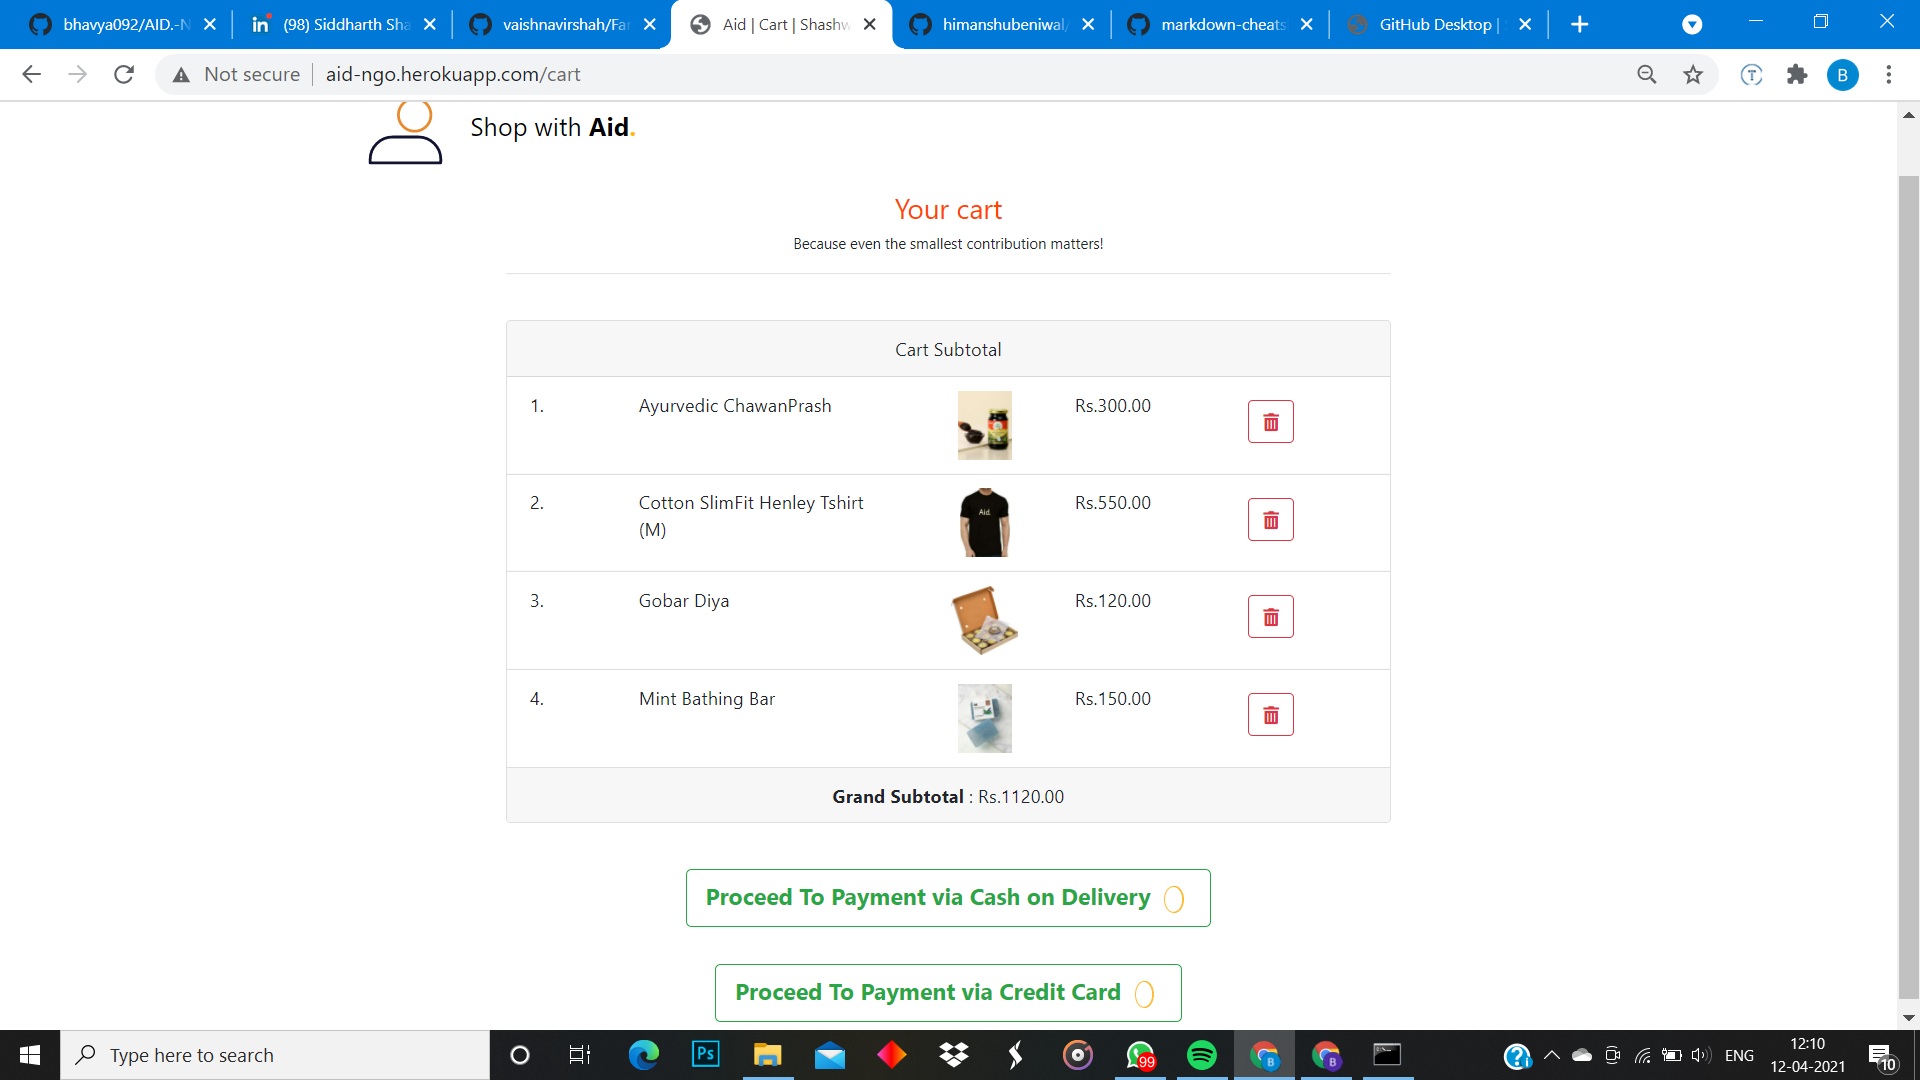 bhavya092/AID.-N
(98) Siddharth Sha
vaishnavirshah/Far
Aid | Cart | Shashw
himanshubeniwal/
markdown-cheats
GitHub Desktop |
Not secure
aid-ngo.herokuapp.com/cart
B
Shop with Aid.
Your cart
Because even the smallest contribution matters!
Cart Subtotal
1. Ayurvedic ChawanPrash Rs.300.00
2. Cotton SlimFit Henley Tshirt Rs.550.00
(M)
Aid.
3. Gobar Diya Rs.120.00
4. Mint Bathing Bar Rs.150.00
Grand Subtotal : Rs.1120.00
Proceed To Payment via Cash on Delivery
Proceed To Payment via Credit Card
Type here to search
Ps
99
B
B
ENG
12:10
12-04-2021
10